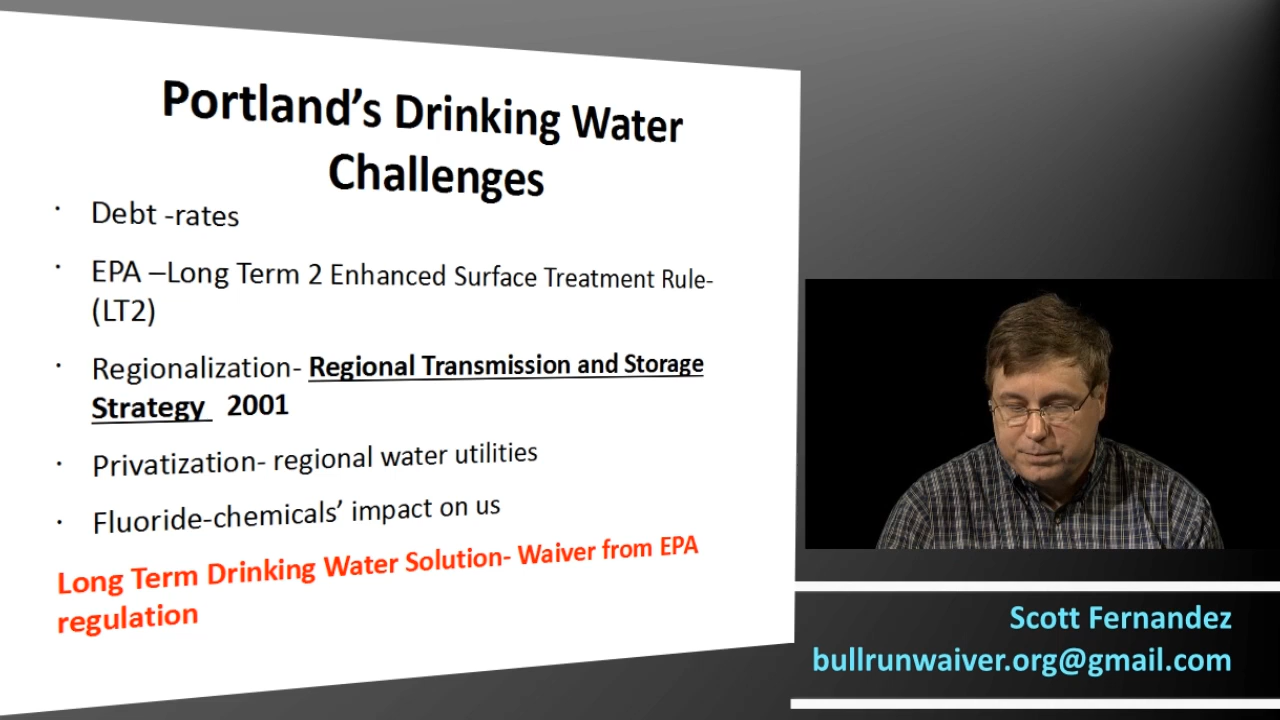 Portland's Drinking Water
Challenges
· Debt -rates
· EPA –Long Term 2 Enhanced Surface Treatment Rule-
(LT2)
· Regionalization- Regional Transmission and Storage
Strategy 2001
· Privatization- regional water utilities
· Fluoride-chemicals' impact on us
Long Term Drinking Water Solution- Waiver from EPA
regulation
Scott Fernandez
bullrunwaiver.org@gmail.com